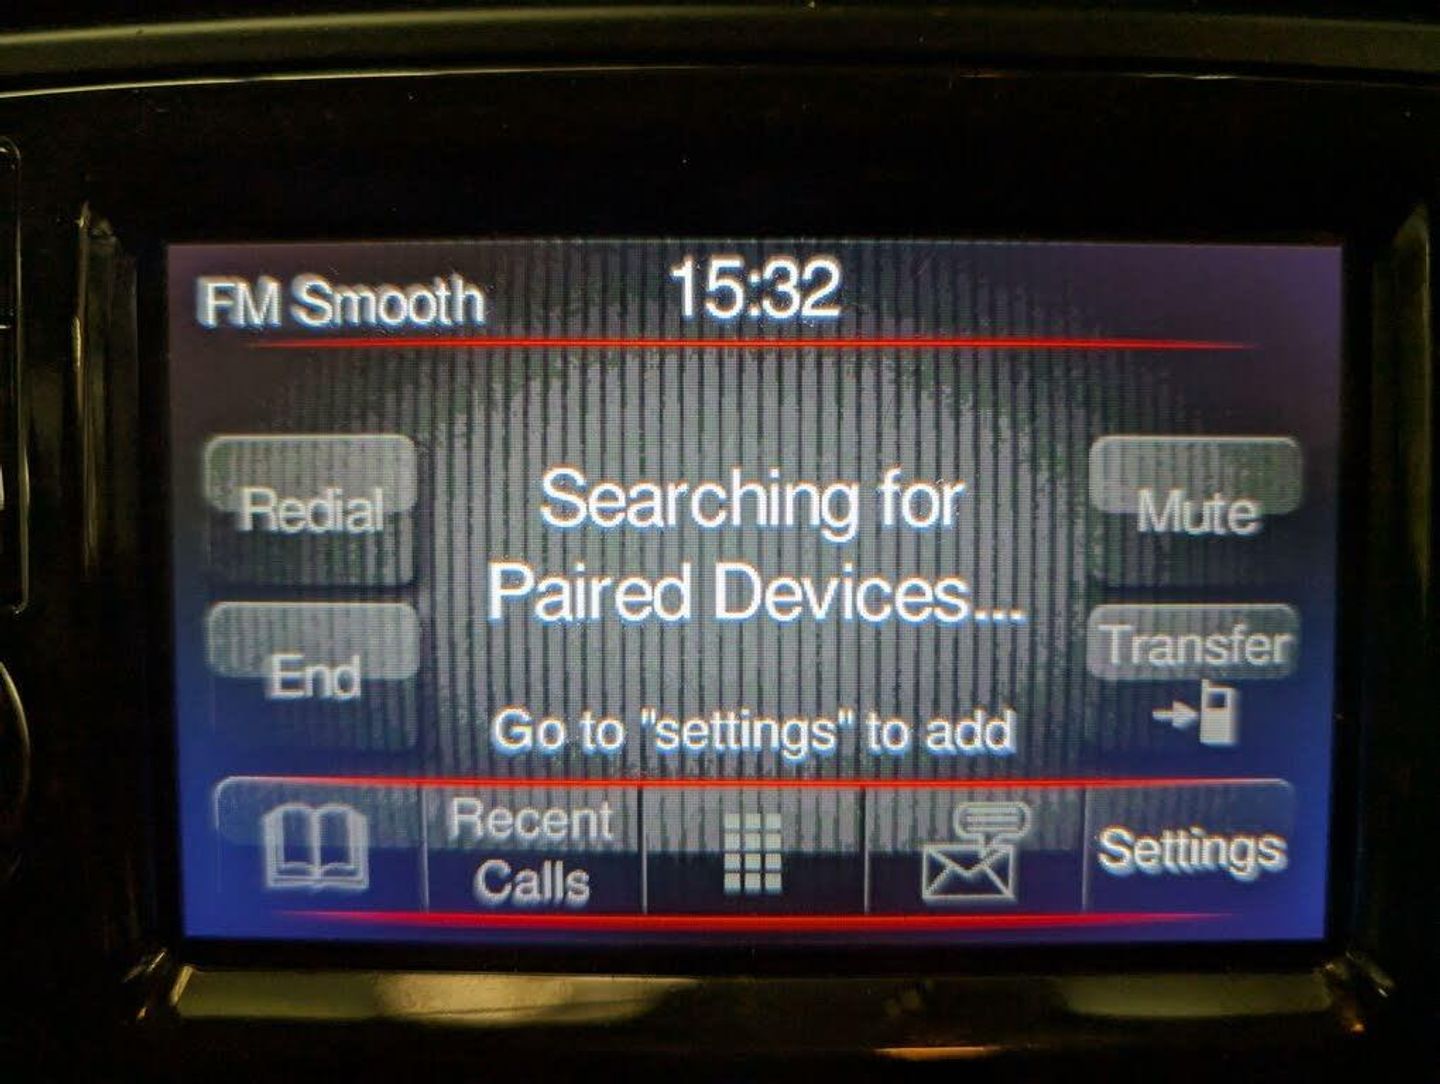 FM Smooth 15:32
Redial
Searching for
Paired Devices...
Mute
End
Transfer
Go to "settings" to add
Recent
Calls
Settings